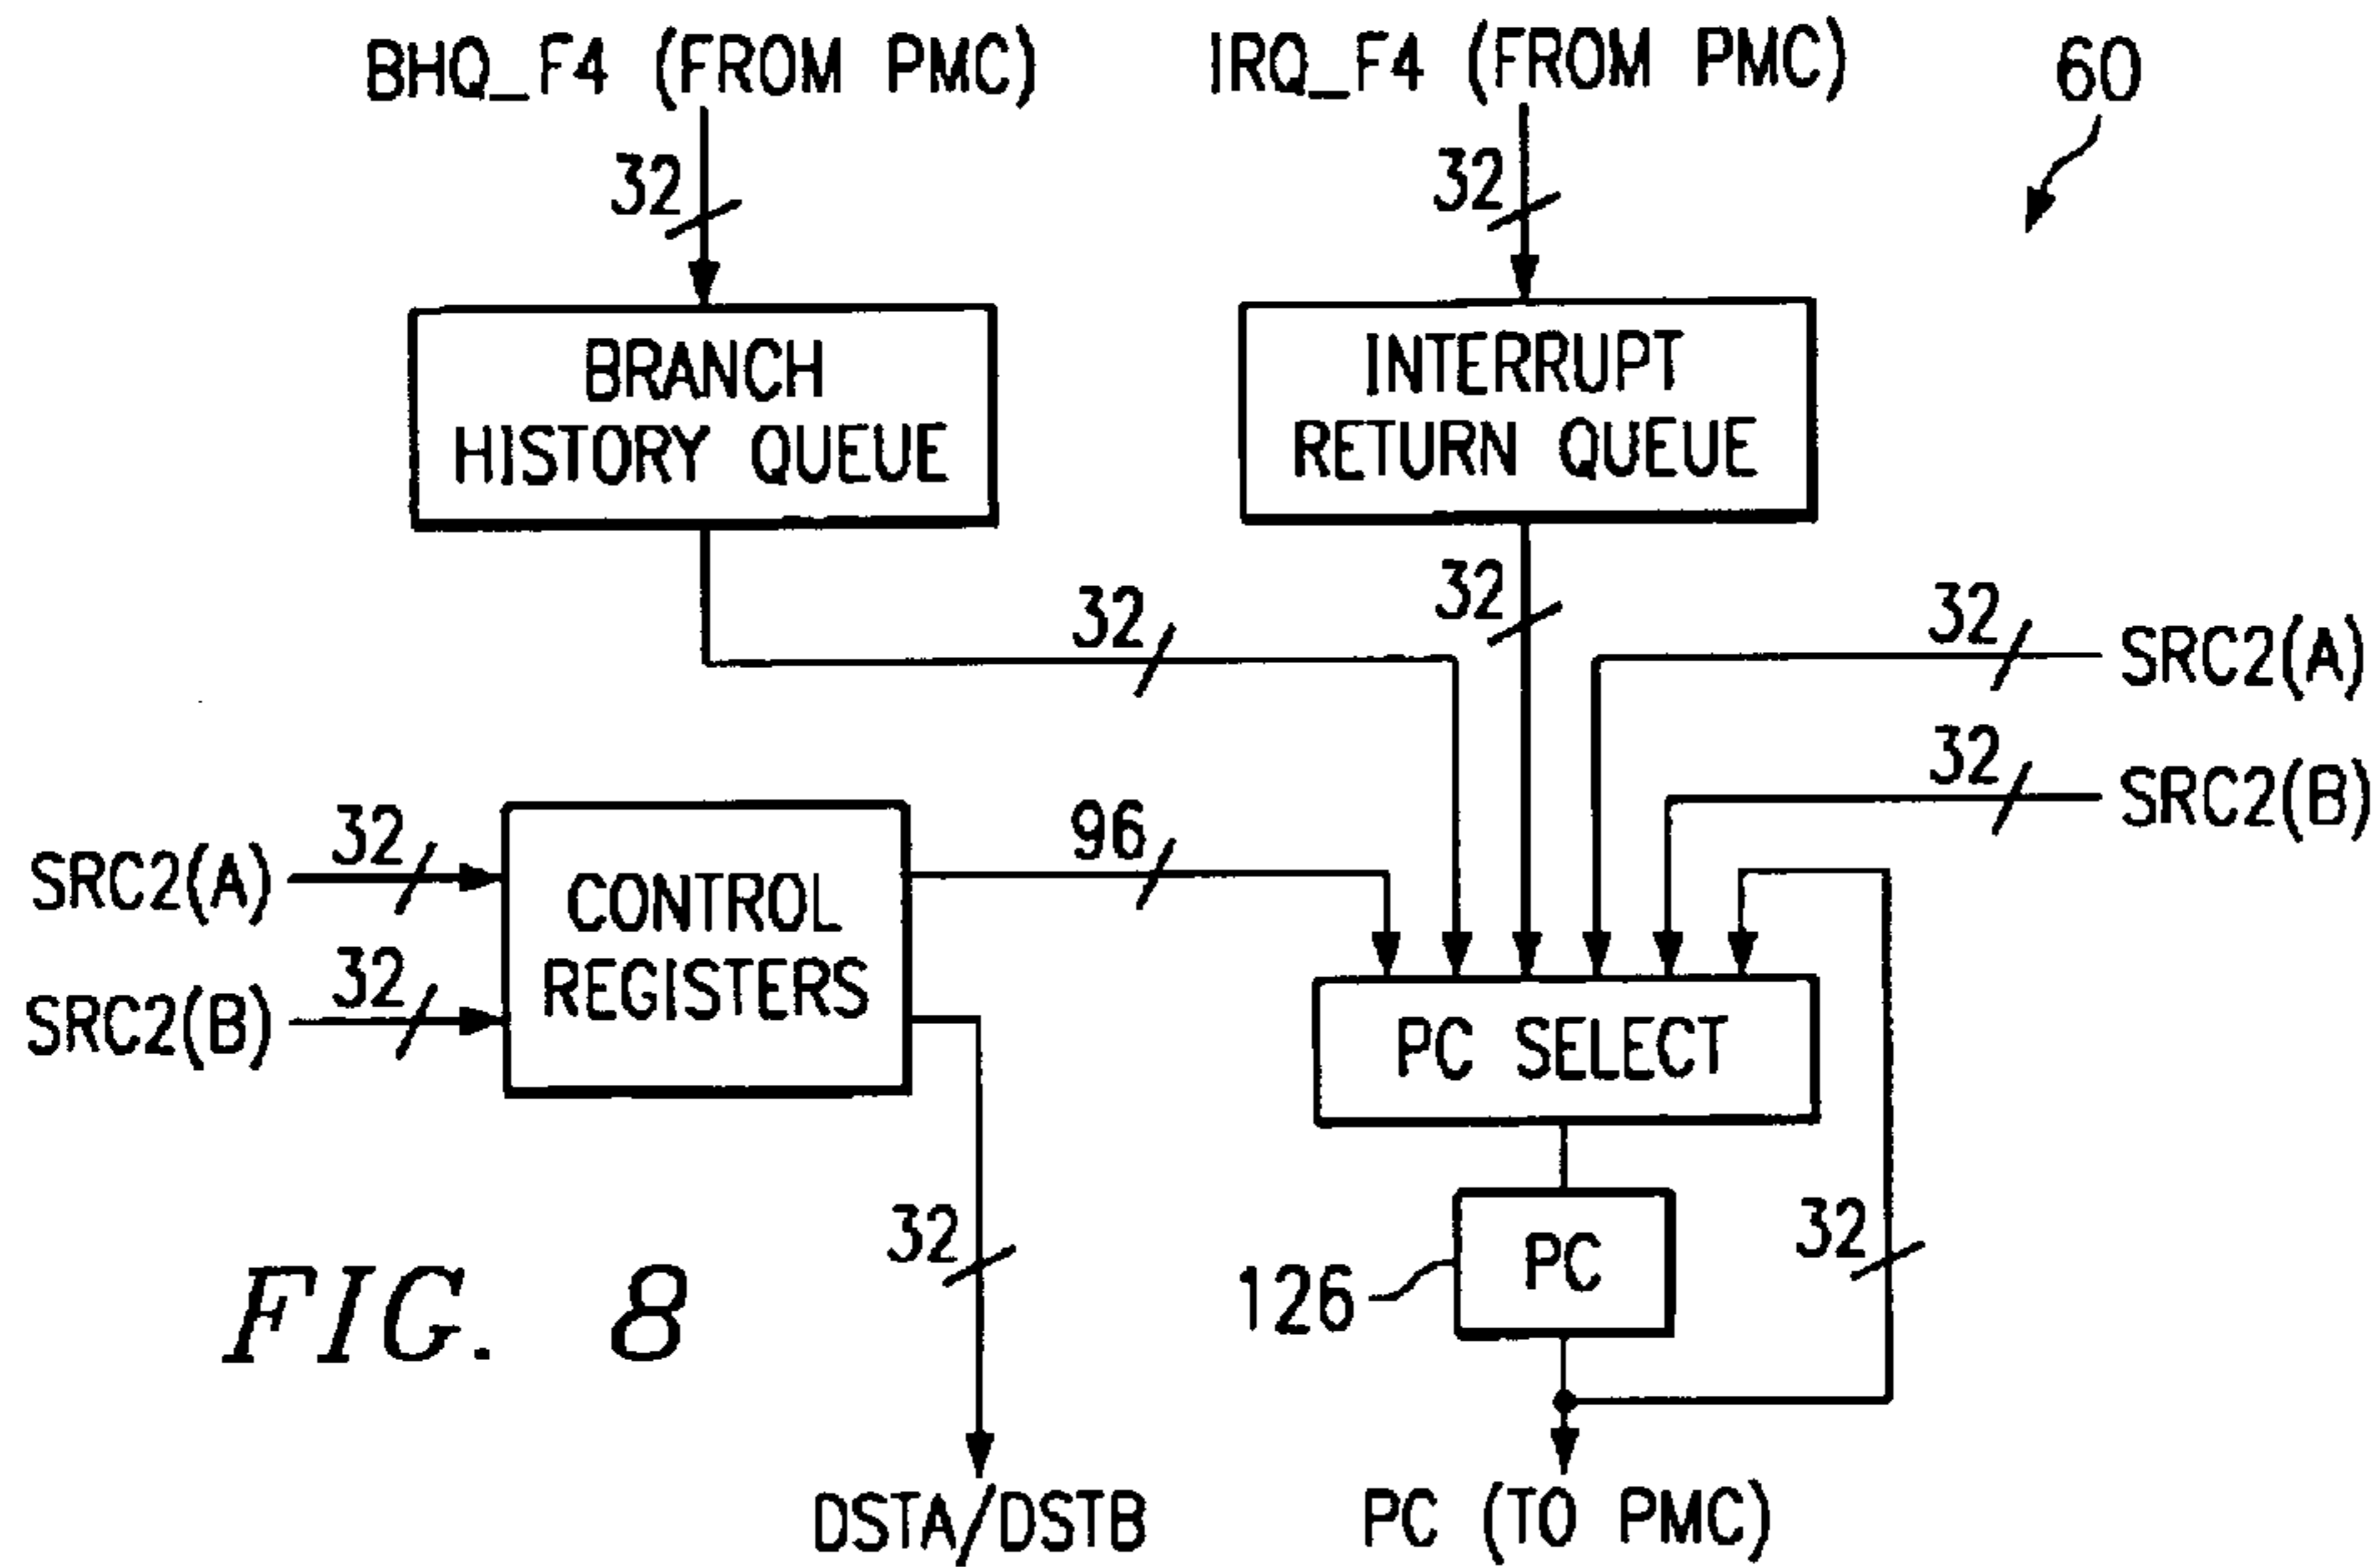 BHQ_F4 (FROM PMC)
IRQ_F4 (FROM PMC)
60
32
32
BRANCH
HISTORY QUEUE
INTERRUPT
RETURN QUEUE
32
32
32
SRC2(A)
32
SRC2(B)
SRC2(A)
32
SRC2(B)
32
CONTROL
REGISTERS
96
PC SELECT
32
126
PC
32
FIG. 8
DSTA/DSTB
PC (TO PMC)